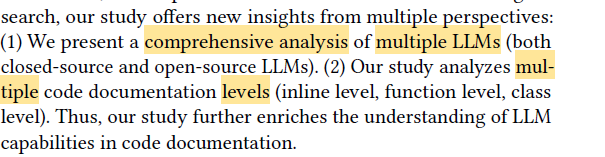 search, our study offers new insights from multiple perspectives:
(1) We present a comprehensive analysis of multiple LLMs (both
closed-source and open-source LLMs). (2) Our study analyzes mul-
tiple code documentation levels (inline level, function level, class
level). Thus, our study further enriches the understanding of LLM
capabilities in code documentation.